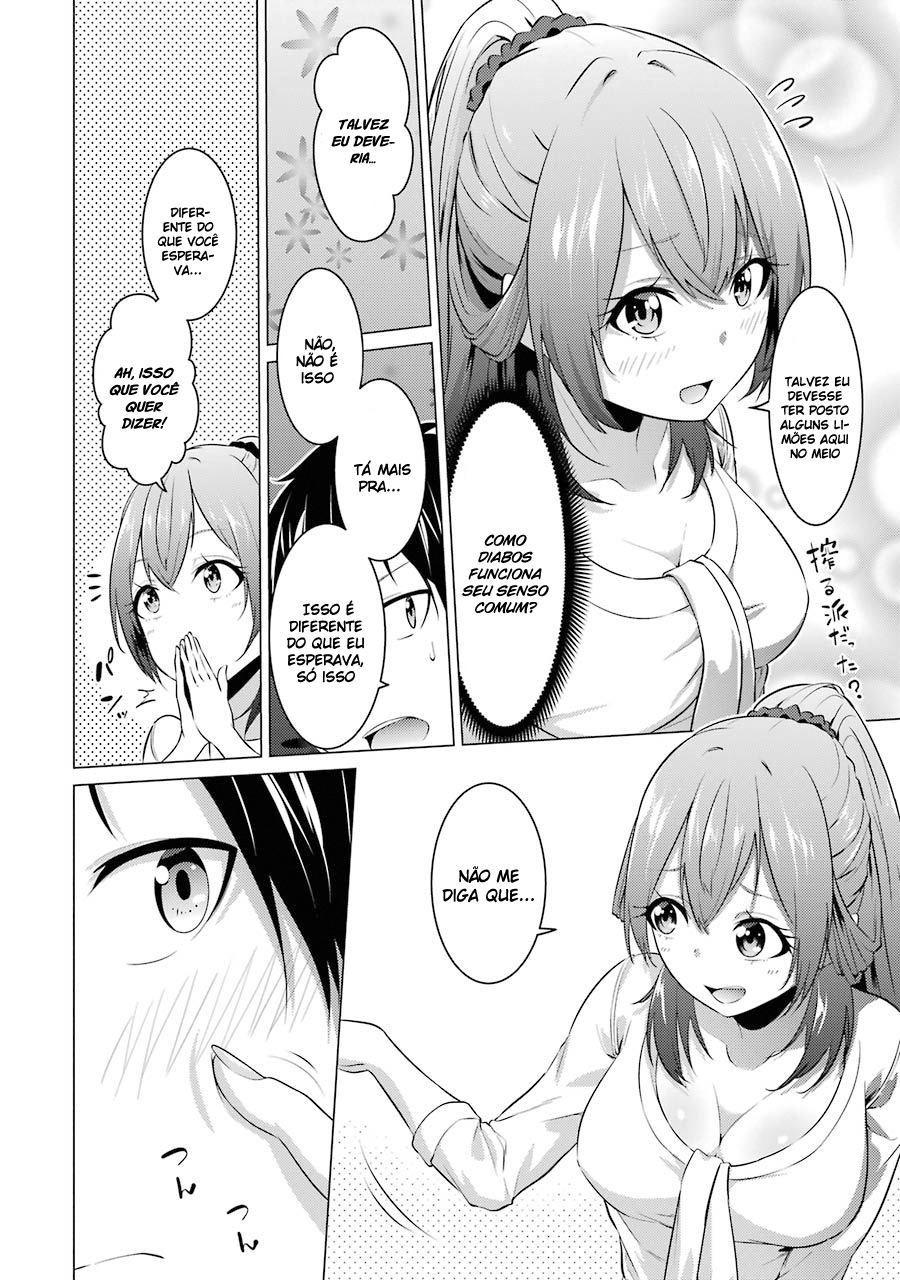 TALVEZ EU
DEVESSE
TER POSTO
ALGUNS LI-
MÕES AQUI
NO MEIO
搾る派だった?
COMO
DIABOS
FUNCIONA
SEU SENSO
COMUM?
TALVEZ
EU DEVE-
RIA...
NÃO,
NÃO É
ISSO
TÁ MAIS
PRA...
ISSO É
DIFERENTE
DO QUE EU
ESPERAVA,
SÓ ISSO
DIFER-
ENTE DO
QUE VOCÊ
ESPERA-
VA...
AH, ISSO
QUE VOCÊ
QUER
DIZER!
パン
NÃO ME
DIGA QUE...
つん
つん